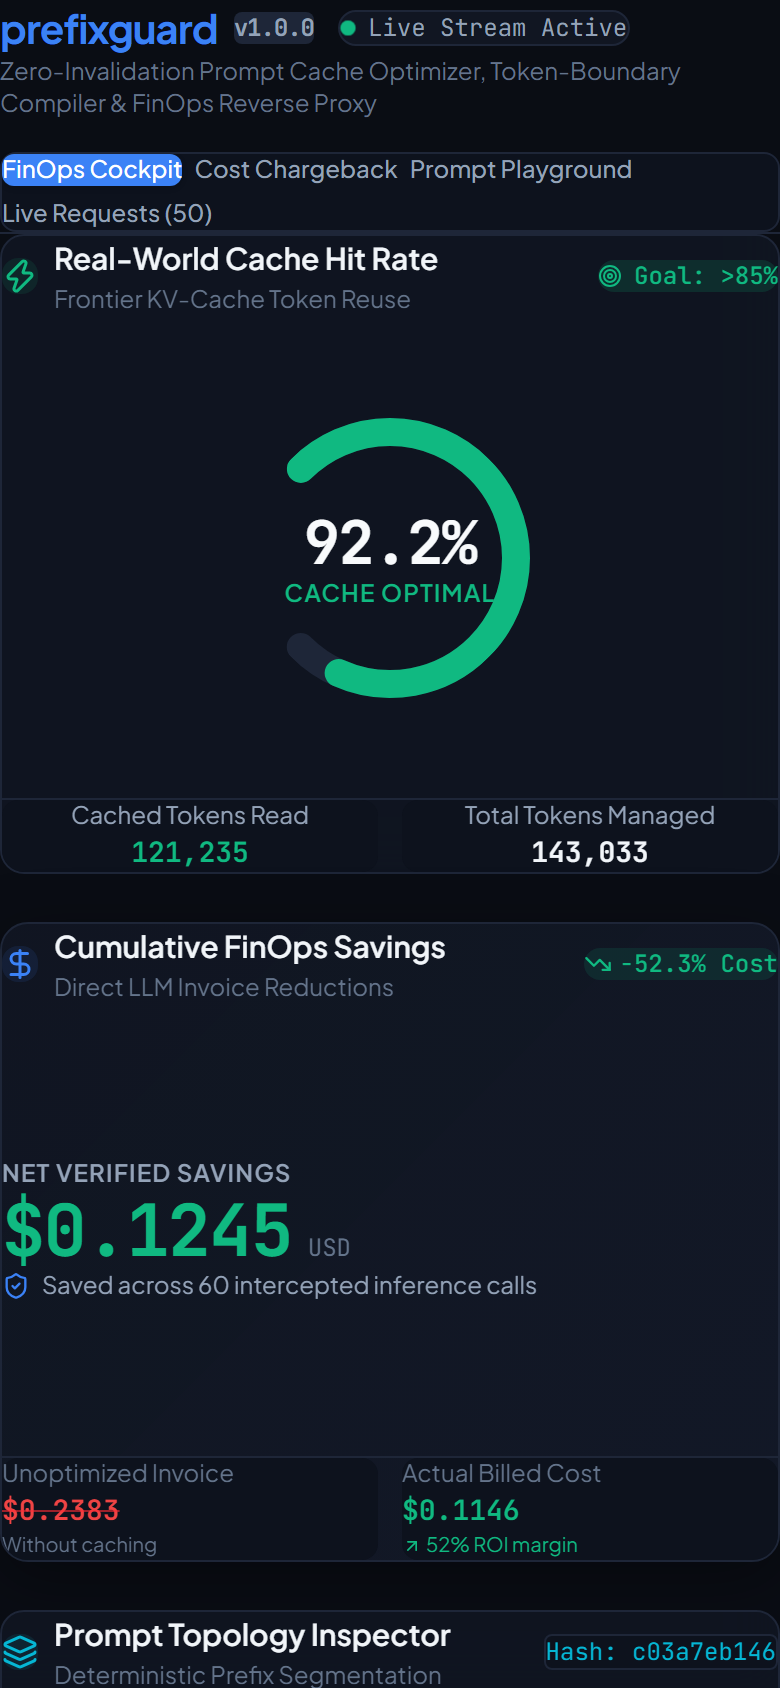 prefixguard v1.0.0 Live Stream Active
Zero-Invalidation Prompt Cache Optimizer, Token-Boundary
Compiler & FinOps Reverse Proxy
FinOps Cockpit Cost Chargeback Prompt Playground
Live Requests (50)
Real-World Cache Hit Rate
Frontier KV-Cache Token Reuse
Goal: >85%
92.2%
CACHE OPTIMAL
Cached Tokens Read Total Tokens Managed
121,235 143,033
Cumulative FinOps Savings
Direct LLM Invoice Reductions
-52.3% Cost
NET VERIFIED SAVINGS
$0.1245 USD
Saved across 60 intercepted inference calls
Unoptimized Invoice Actual Billed Cost
$0.2383 $0.1146
Without caching 52% ROI margin
Prompt Topology Inspector
Deterministic Prefix Segmentation
Hash: c03a7eb146